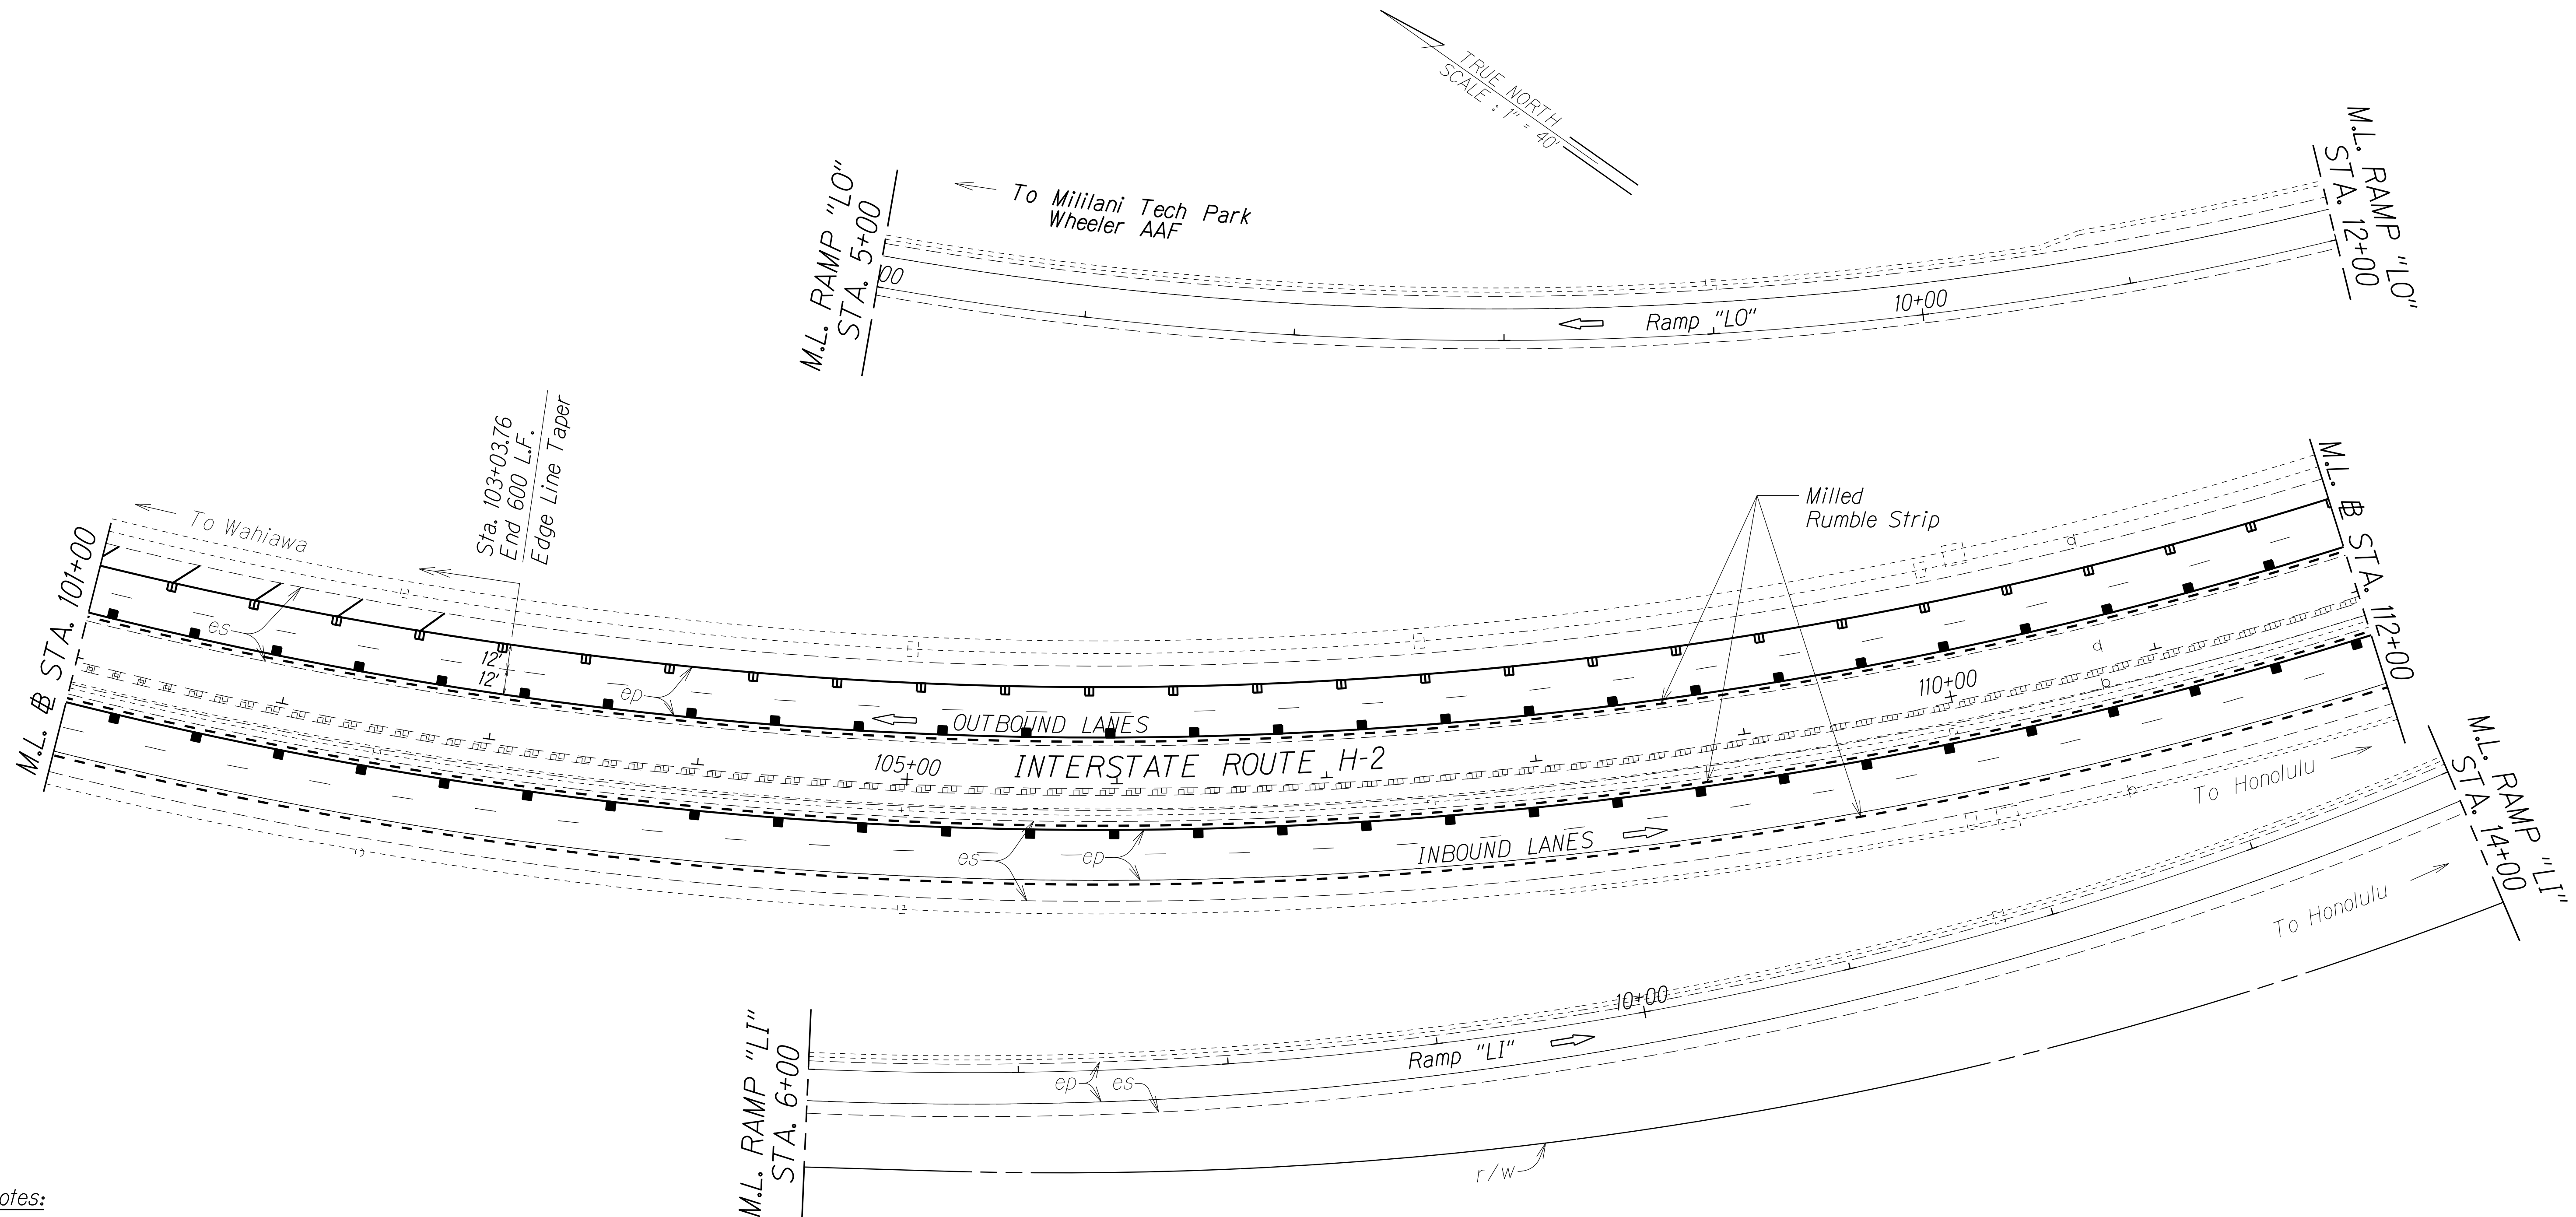 TRUE NORTH
SCALE : 1" = 40'
M.L. RAMP "LO"
STA. 5+00
00
To Mililani Tech Park
Wheeler AAF
Ramp "LO"
10+00
M.L. RAMP "LO"
STA. 12+00
Sta. 103+03.76
End 600 L.F.
Edge Line Taper
To Wahiawa
M.L. BL STA. 101+00
es
12'
12'
ep
OUTBOUND LANES
Milled
Rumble Strip
M.L. BL STA. 112+00
105+00
INTERSTATE ROUTE H-2
110+00
es
ep
INBOUND LANES
To Honolulu
M.L. RAMP "LI"
STA. 14+00
To Honolulu
M.L. RAMP "LI"
STA. 6+00
10+00
Ramp "LI"
ep
es
r/w
otes: